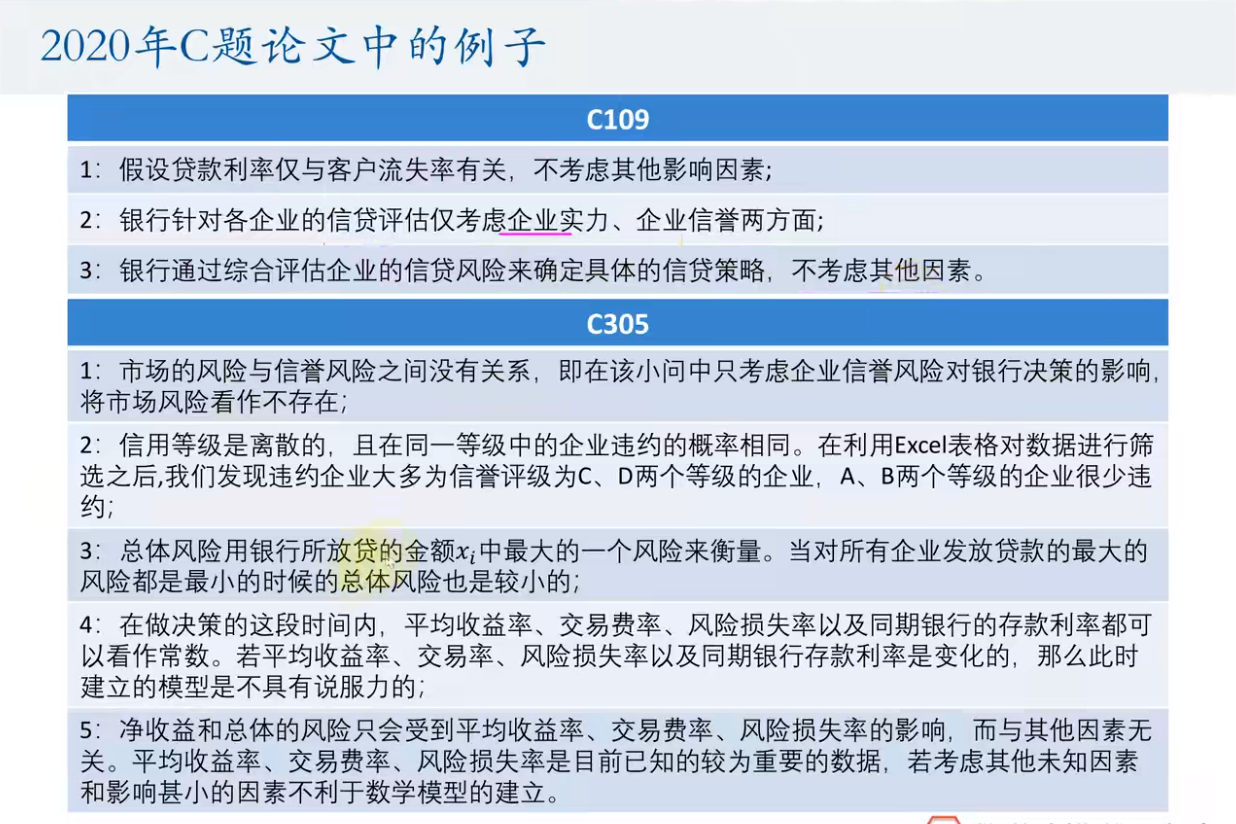 2020年C题论文中的例子
C109
1：假设贷款利率仅与客户流失率有关，不考虑其他影响因素;
2：银行针对各企业的信贷评估仅考虑企业实力、企业信誉两方面;
3：银行通过综合评估企业的信贷风险来确定具体的信贷策略，不考虑其他因素。
C305
1：市场的风险与信誉风险之间没有关系，即在该小问中只考虑企业信誉风险对银行决策的影响，
将市场风险看作不存在；
2：信用等级是离散的，且在同一等级中的企业违约的概率相同。在利用Excel表格对数据进行筛
选之后,我们发现违约企业大多为信誉评级为C、D两个等级的企业，A、B两个等级的企业很少违
约；
3：总体风险用银行所放贷的金额xᵢ中最大的一个风险来衡量。当对所有企业发放贷款的最大的
风险都是最小的时候的总体风险也是较小的；
4：在做决策的这段时间内，平均收益率、交易费率、风险损失率以及同期银行的存款利率都可
以看作常数。若平均收益率、交易率、风险损失率以及同期银行存款利率是变化的，那么此时
建立的模型是不具有说服力的；
5：净收益和总体的风险只会受到平均收益率、交易费率、风险损失率的影响，而与其他因素无
关。平均收益率、交易费率、风险损失率是目前已知的较为重要的数据，若考虑其他未知因素
和影响甚小的因素不利于数学模型的建立。